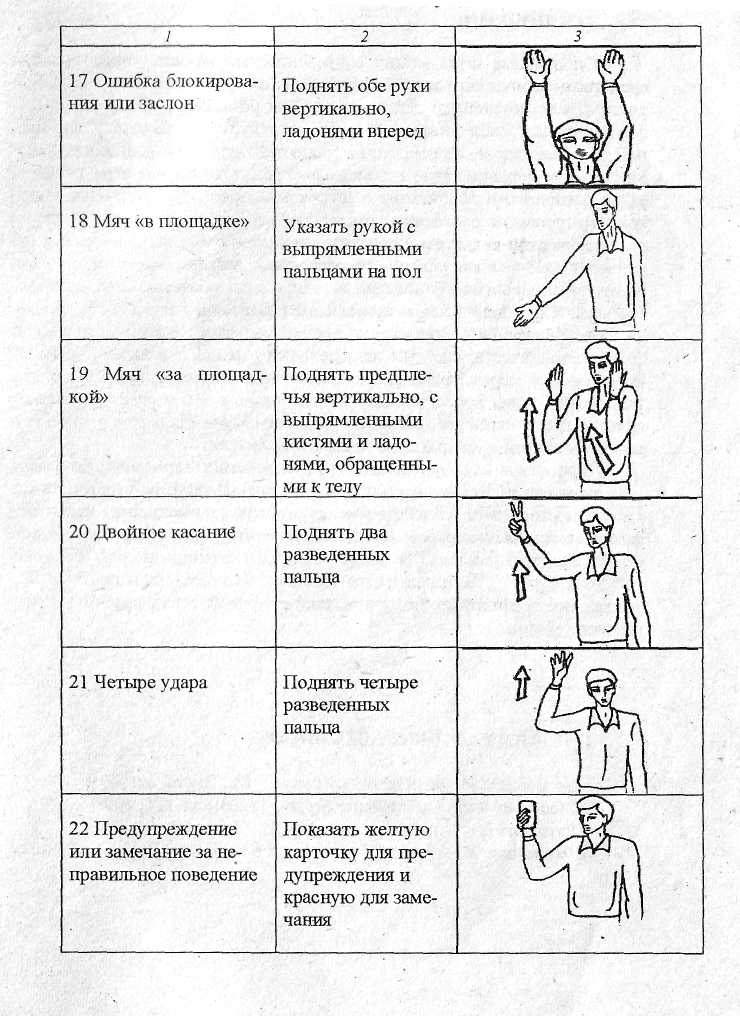 1 2 3
17 Ошибка блокирова-
ния или заслон
Поднять обе руки
вертикально,
ладонями вперед
18 Мяч «в площадке»
Указать рукой с
выпрямленными
пальцами на пол
19 Мяч «за площад-
кой»
Поднять предпле-
чья вертикально, с
выпрямленными
кистями и ладо-
нями, обращенны-
ми к телу
20 Двойное касание
Поднять два
разведенных
пальца
21 Четыре удара
Поднять четыре
разведенных
пальца
22 Предупреждение
или замечание за не-
правильное поведение
Показать желтую
карточку для пре-
дупреждения и
красную для заме-
чания